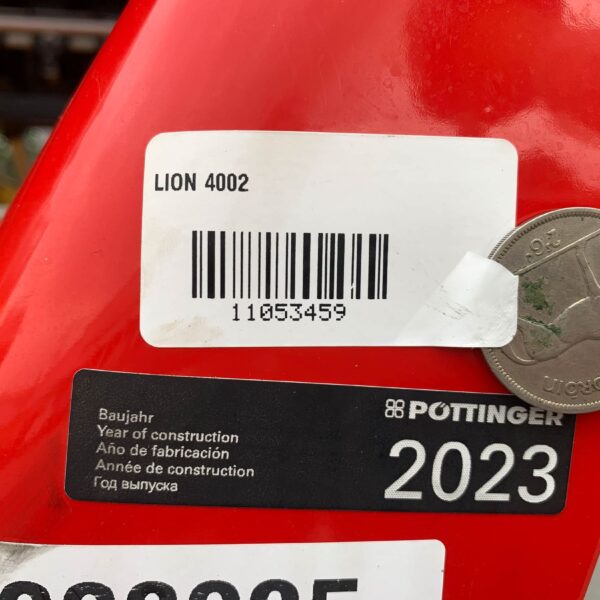 LION 4002
11053459
Baujahr
Year of construction
Año de fabricación
Année de construction
Год выпуска
PÖTTINGER
2023